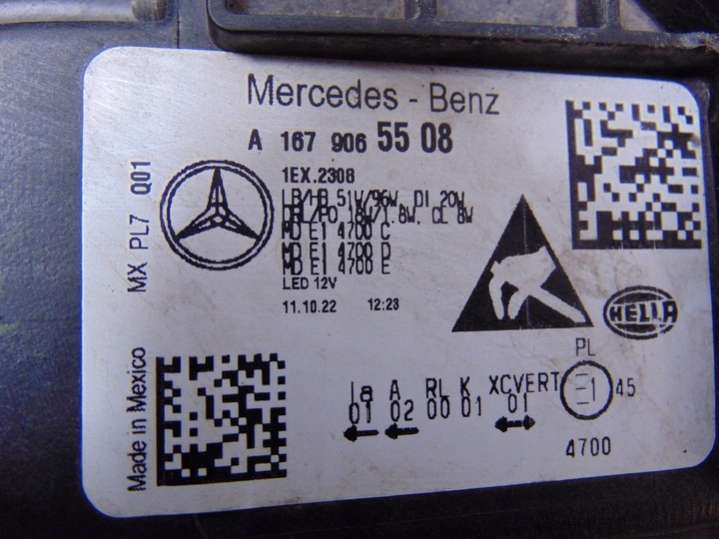 Mercedes - Benz
A 167 906 55 08
1EX.2308
LB/HB 51W/96W, DI 20W
DRL/PO 18W/1.8W, CL 8W
MD E1 4700 C
MD E1 4700 D
MD E1 4700 E
LED 12V
11.10.22 12:23
MX PL7 Q01
HELLA
Made in Mexico
PL
Ia A RL K XCVERT E1 45
01 02 00 01 01
4700